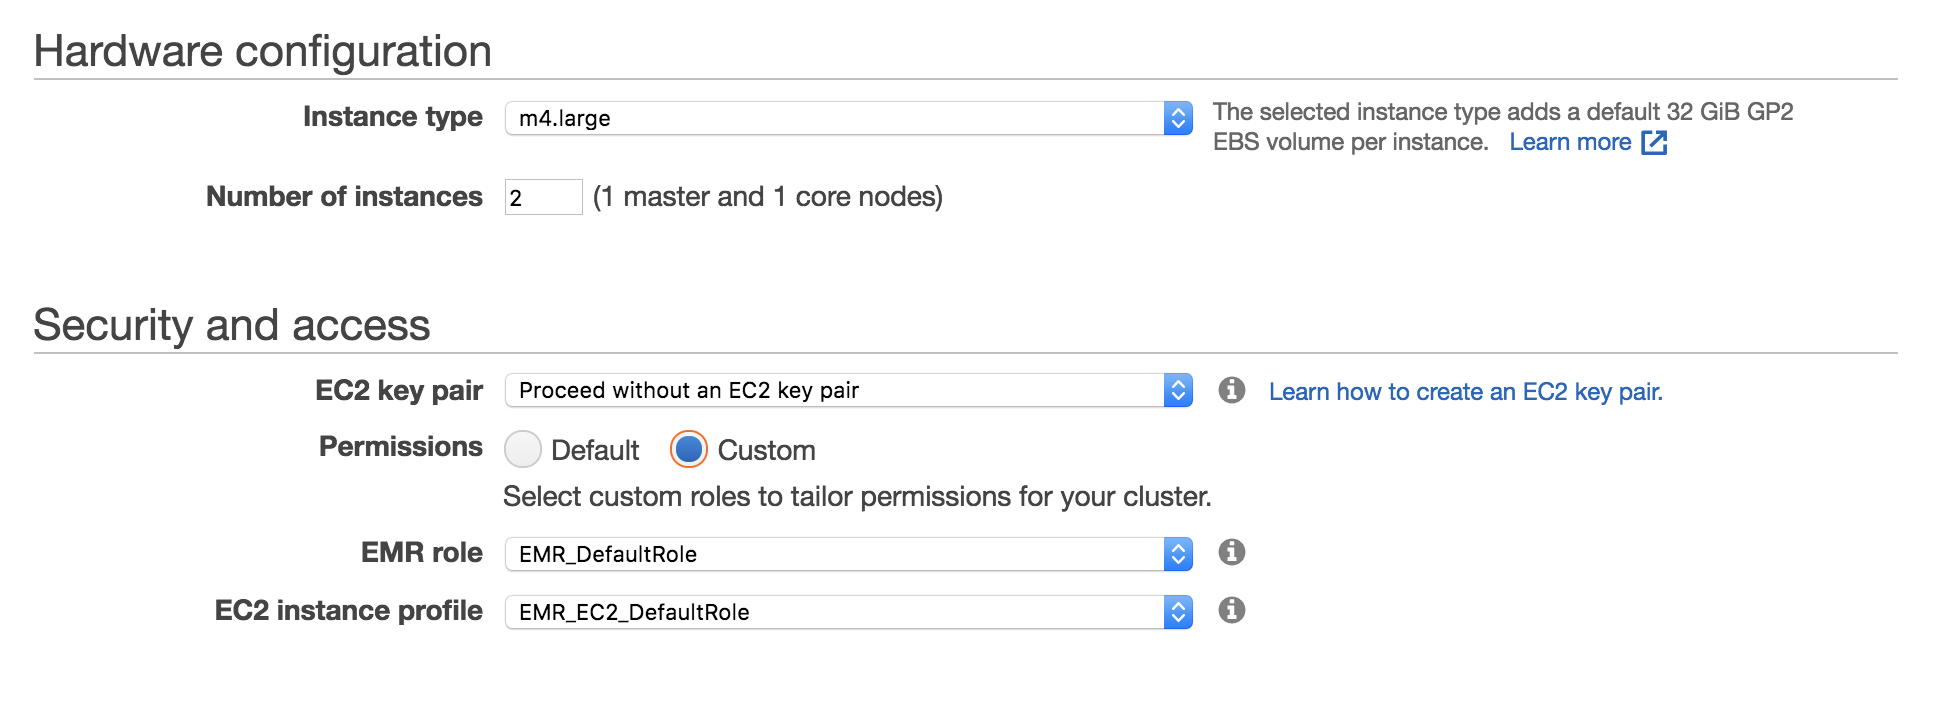 Hardware configuration
Instance type m4.large The selected instance type adds a default 32 GiB GP2
EBS volume per instance. Learn more
Number of instances 2 (1 master and 1 core nodes)
Security and access
EC2 key pair Proceed without an EC2 key pair Learn how to create an EC2 key pair.
Permissions Default Custom
Select custom roles to tailor permissions for your cluster.
EMR role EMR_DefaultRole
EC2 instance profile EMR_EC2_DefaultRole